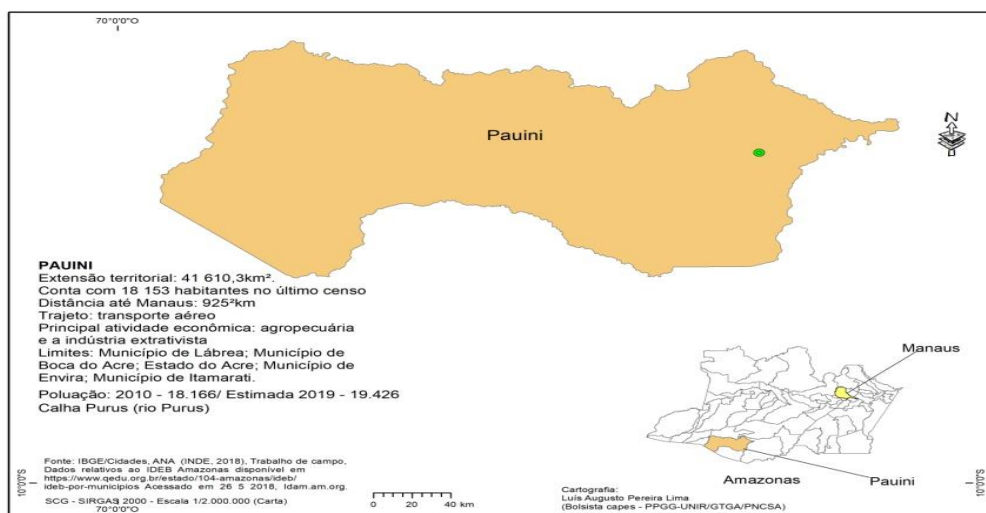 70°0'0"O
Pauini
N
PAUINI
Extensão territorial: 41 610,3km².
Conta com 18 153 habitantes no último censo
Distância até Manaus: 925²km
Trajeto: transporte aéreo
Principal atividade econômica: agropecuária
e a indústria extrativista
Limites: Município de Lábrea; Município de
Boca do Acre; Estado do Acre; Município de
Envira; Município de Itamarati.
Poluação: 2010 - 18.166/ Estimada 2019 - 19.426
Calha Purus (rio Purus)
Manaus
Amazonas
Pauini
Fonte: IBGE/Cidades, ANA (INDE, 2018), Trabalho de campo,
Dados relativos ao IDEB Amazonas disponível em
https://www.qedu.org.br/estado/104-amazonas/ideb/
ideb-por-municipios Acessado em 26 5 2018, Idam.am.org.
SCG - SIRGAS 2000 - Escala 1/2.000.000 (Carta)
0 20 40 km
Cartografia:
Luís Augusto Pereira Lima
(Bolsista capes - PPGG-UNIR/GTGA/PNCSA)
10°0'0"S
10°0'0"S
70°0'0"O